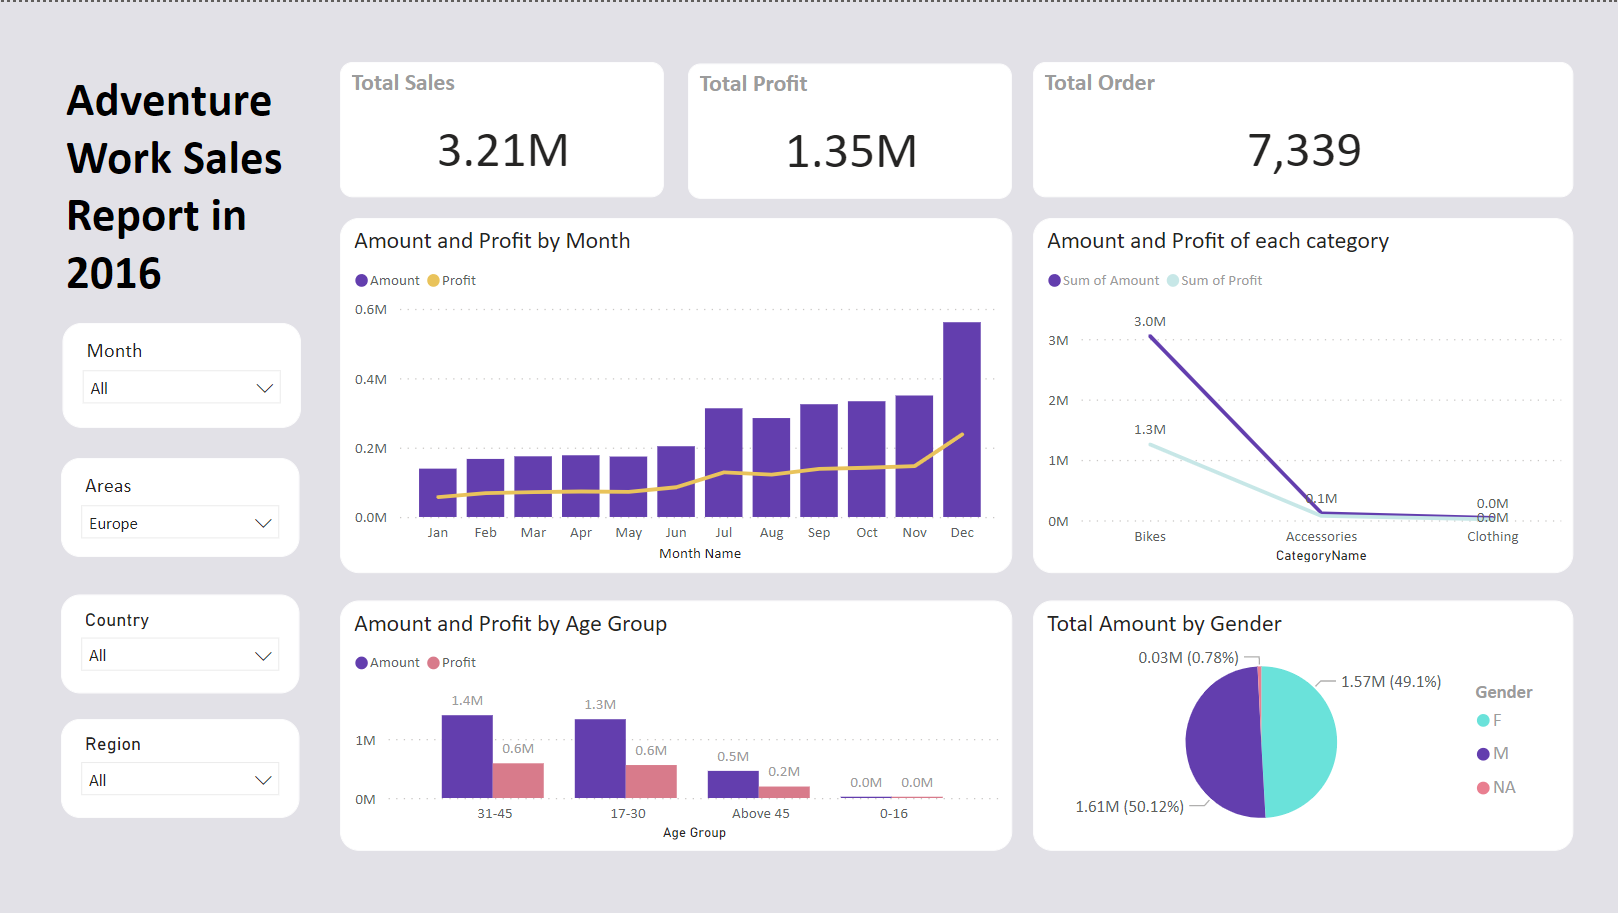 Adventure
Work Sales
Report in
2016
Month
All
Areas
Europe
Country
All
Region
All
Total Sales
3.21M
Total Profit
1.35M
Total Order
7,339
Amount and Profit by Month
Amount Profit
0.6M
0.4M
0.2M
0.0M
Jan Feb Mar Apr May Jun Jul Aug Sep Oct Nov Dec
Month Name
Amount and Profit of each category
Sum of Amount Sum of Profit
3.0M
3M
2M
1.3M
1M
0.1M
0.0M
0.0M
0M
Bikes Accessories Clothing
CategoryName
Amount and Profit by Age Group
Amount Profit
1.4M 1.3M
1M 0.6M 0.6M 0.5M 0.2M 0.0M 0.0M
0M
31-45 17-30 Above 45 0-16
Age Group
Total Amount by Gender
0.03M (0.78%)
1.57M (49.1%)
1.61M (50.12%)
Gender
F
M
NA